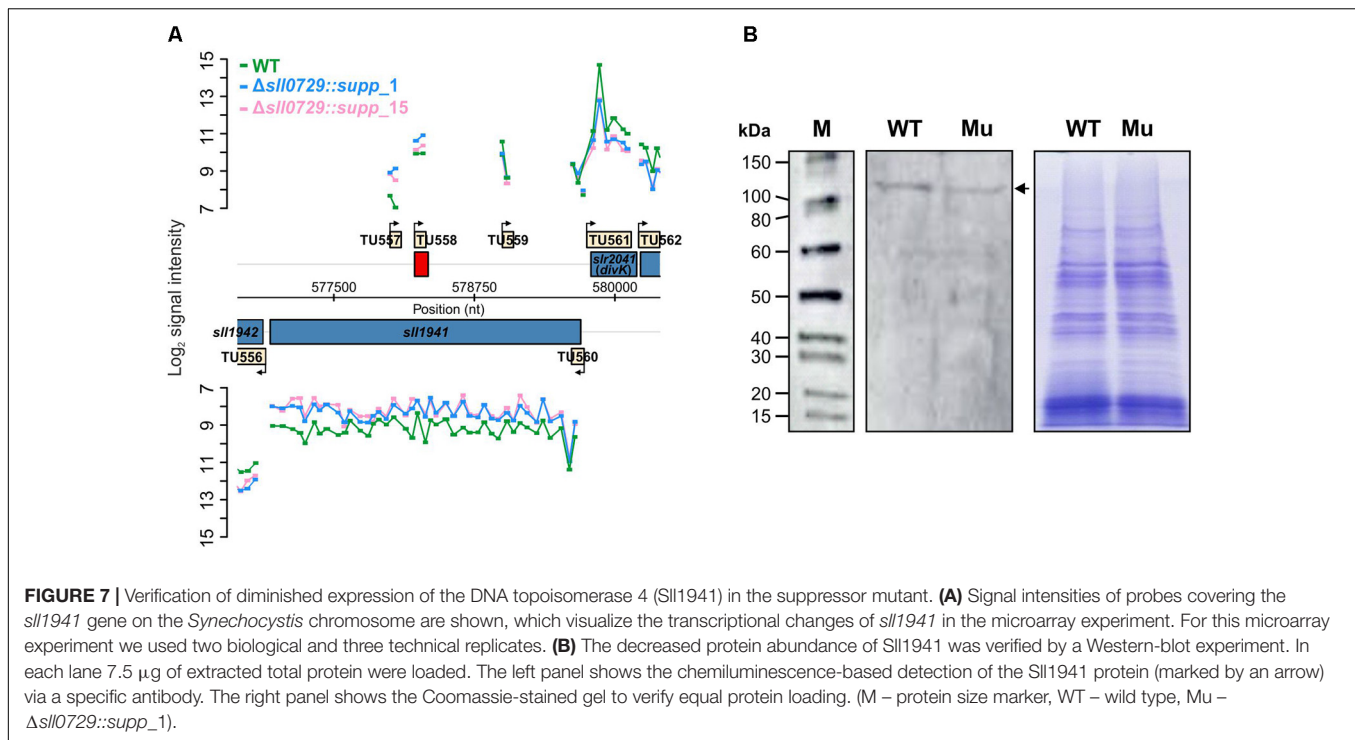 A
15
13
11
9
7
WT
Δsll0729::supp_1
Δsll0729::supp_15
Log2 signal intensity
TU557 TU558 TU559 TU561 TU562
slr2041
(divK)
577500 578750 580000
Position (nt)
sll1942 sll1941
TU556 TU560
7
9
11
13
15
B
kDa M WT Mu WT Mu
150
100
80
60
50
40
30
20
15
FIGURE 7 | Verification of diminished expression of the DNA topoisomerase 4 (Sll1941) in the suppressor mutant. (A) Signal intensities of probes covering the
sll1941 gene on the Synechocystis chromosome are shown, which visualize the transcriptional changes of sll1941 in the microarray experiment. For this microarray
experiment we used two biological and three technical replicates. (B) The decreased protein abundance of Sll1941 was verified by a Western-blot experiment. In
each lane 7.5 μg of extracted total protein were loaded. The left panel shows the chemiluminescence-based detection of the Sll1941 protein (marked by an arrow)
via a specific antibody. The right panel shows the Coomassie-stained gel to verify equal protein loading. (M – protein size marker, WT – wild type, Mu –
Δsll0729::supp_1).